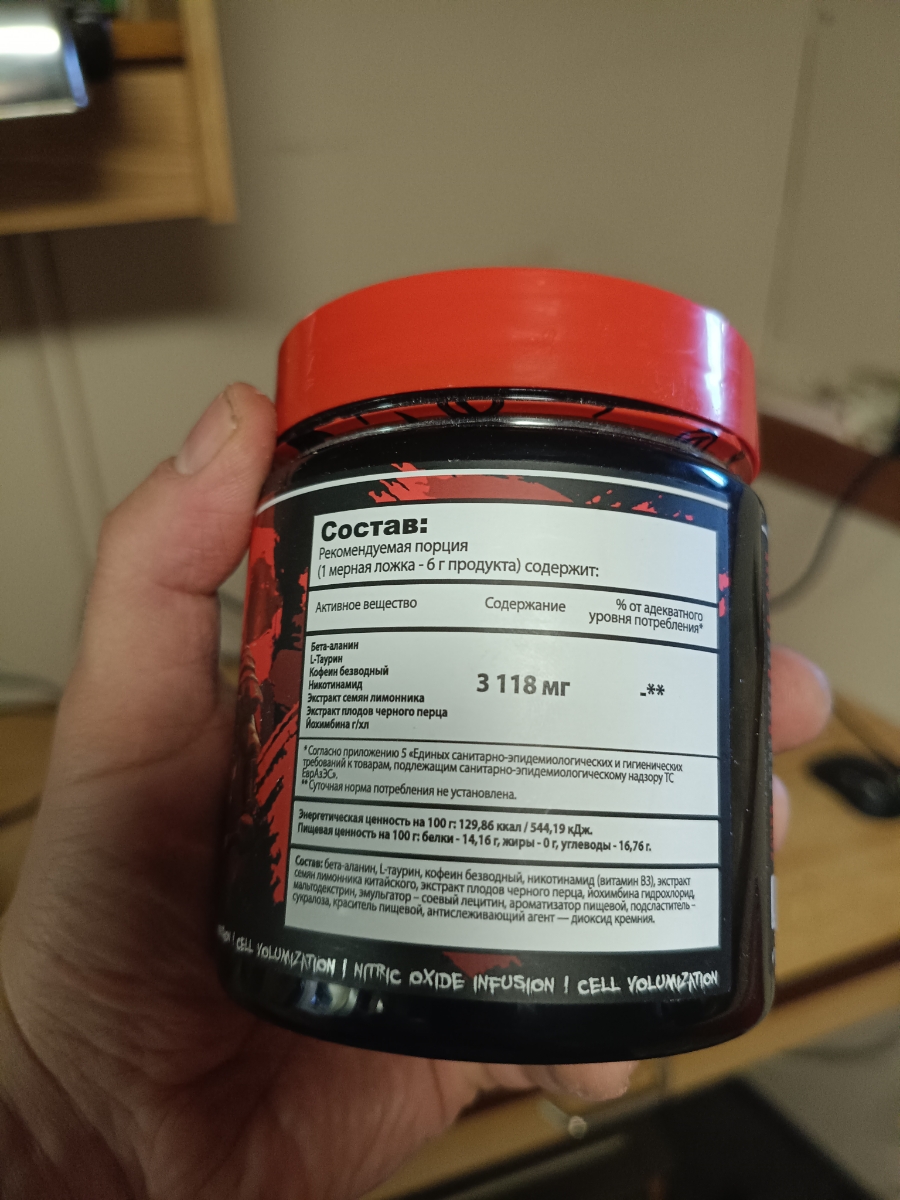 Состав:
Рекомендуемая порция
(1 мерная ложка - 6 г продукта) содержит:
Активное вещество Содержание % от адекватного
уровня потребления*
Бета-аланин
L-Таурин
Кофеин безводный
Никотинамид
Экстракт семян лимонника
Экстракт плодов черного перца
Йохимбина г/хл
3 118 мг -**
*Согласно приложению 5 «Единых санитарно-эпидемиологических и гигиенических
требований к товарам, подлежащим санитарно-эпидемиологическому надзору ТС
ЕврАзЭС».
** Суточная норма потребления не установлена.
Энергетическая ценность на 100 г: 129,86 ккал / 544,19 кДж.
Пищевая ценность на 100 г: белки - 14,16 г, жиры - 0 г, углеводы - 16,76 г.
Состав: бета-аланин, L-таурин, кофеин безводный, никотинамид (витамин B3), экстракт
семян лимонника китайского, экстракт плодов черного перца, йохимбина гидрохлорид,
мальтодекстрин, эмульгатор – соевый лецитин, ароматизатор пищевой, подсластитель –
сукралоза, краситель пищевой, антислеживающий агент — диоксид кремния.
! CELL VOLUMIZATION ! NITRIC OXIDE INFUSION ! CELL VOLUMIZATION